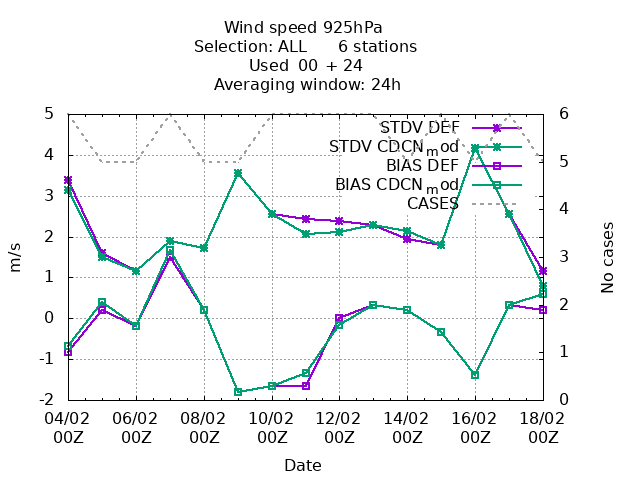 Wind speed 925hPa
Selection: ALL      6 stations
Used  00  + 24
Averaging window: 24h
5
4
3
2
1
0
-1
-2
m/s
6
5
4
3
2
1
0
No cases
STDV DEF
STDV CDCN_mod
BIAS DEF
BIAS CDCN_mod
CASES
04/02 06/02 08/02 10/02 12/02 14/02 16/02 18/02
00Z 00Z 00Z 00Z 00Z 00Z 00Z 00Z
Date